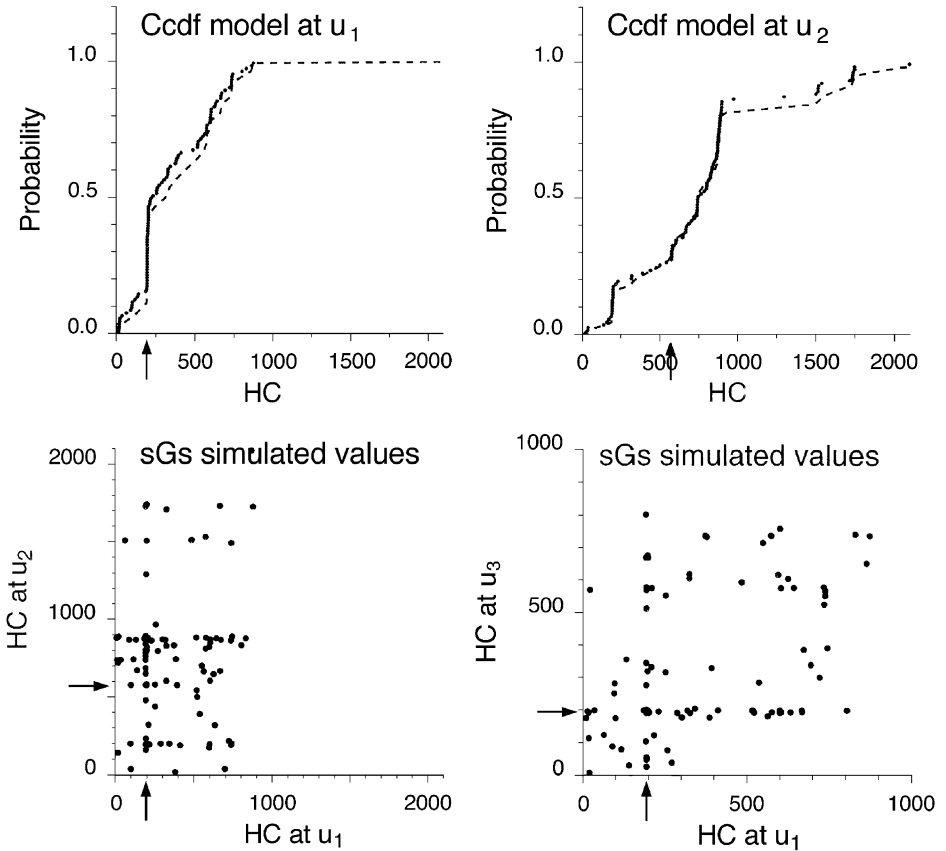 Ccdf model at u1
Probability
1.0
0.5
0.0
0 500 1000 1500 2000
HC
Ccdf model at u2
Probability
1.0
0.5
0.0
0 500 1000 1500 2000
HC
sGs simulated values
HC at u2
2000
1000
0
0 1000 2000
HC at u1
sGs simulated values
HC at u3
1000
500
0
0 500 1000
HC at u1